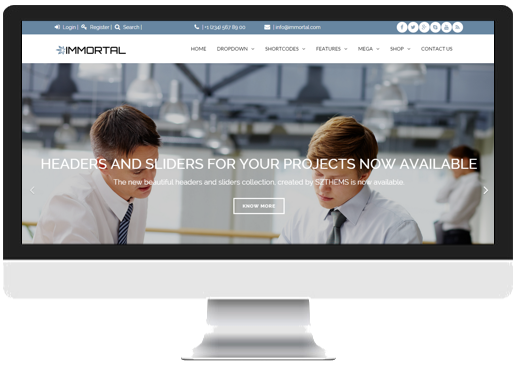 Login | Register | Search |
| +1 (234) 567 89 00
| info@immortal.com
IMMORTAL
HOME DROPDOWN SHORTCODES FEATURES MEGA SHOP CONTACT US
HEADERS AND SLIDERS FOR YOUR PROJECTS NOW AVAILABLE
The new beautiful headers and sliders collection, created by SZTHEMS is now available.
KNOW MORE